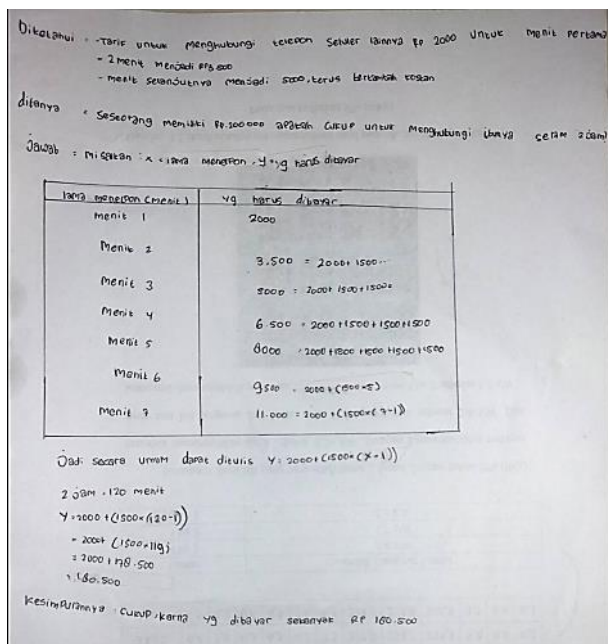 Diketahui : - Tarif untuk menghubungi telepon seluler lainnya Rp 2000 untuk menit pertama
- 2 menit menjadi Rp3.500
- menit selanjutnya menjadi 5000, terus bertambah
ditanya : Seseorang memiliki Rp.200000 apakah cukup untuk menghubungi ibunya selam 2 jam
Jawab = misalkan : x = lama menerpon, y = yg harus dibayar
lama menerpon (menit) yg harus dibayar
menit 1 2000
Menit 2 3.500 = 2000+ 1500
menit 3 5000 = 2000+ 1500+1500
Menit 4 6.500 = 2000+1500+1500+1500
Menit 5 8000 = 2000+1500+1500+1500+1500
Menit 6 9500 = 2000+(1500×5)
Menit 7 11.000 = 2000+(1500×(7-1))
Jadi secara umum dapat ditulis Y= 2000+(1500×(x-1))
2 jam = 120 menit
Y=2000+(1500×(120-1))
= 2000+ (1500×119)
= 2000+178.500
= 180.500
Kesimpulannya : cukup, karna yg dibayar sebanyak RP 180.500